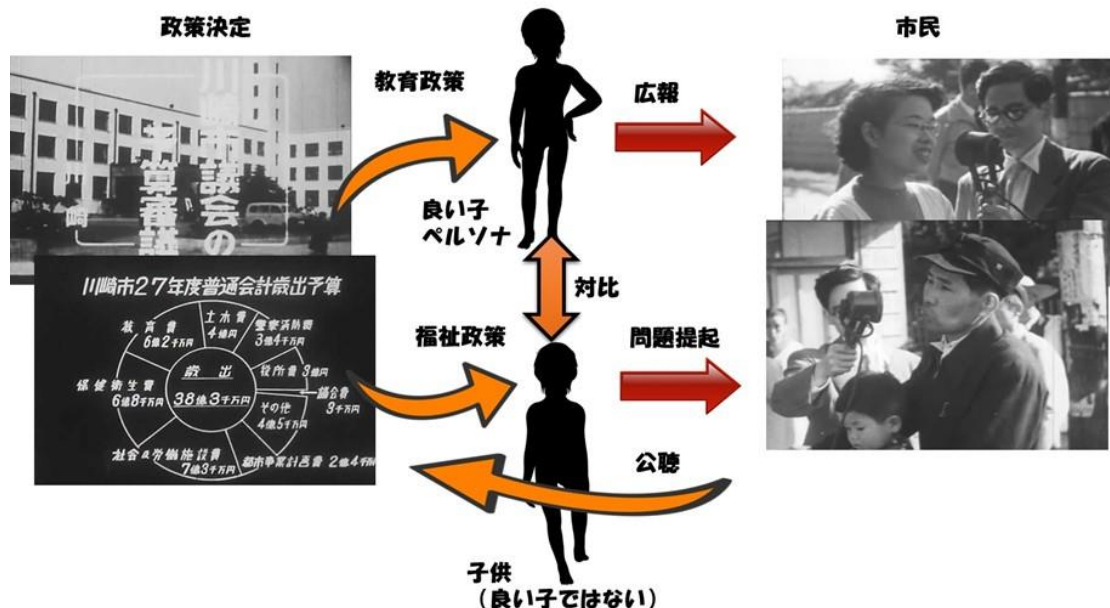 政策決定
市民
教育政策
広報
川崎市議会の
予算審議
川崎
良い子
ペルソナ
対比
川崎市27年度普通会計歳出予算
土木費
4億円
警察消防費
3億4千万円
教育費
6億2千万円
役所費 3億円
議会費
3千万円
歳出
38億3千万円
その他
4億5千万円
保健衛生費
6億8千万円
社会及労働施設費
7億3千万円
都市事業計画費 2億4千万
福祉政策
問題提起
公聴
子供
(良い子ではない)